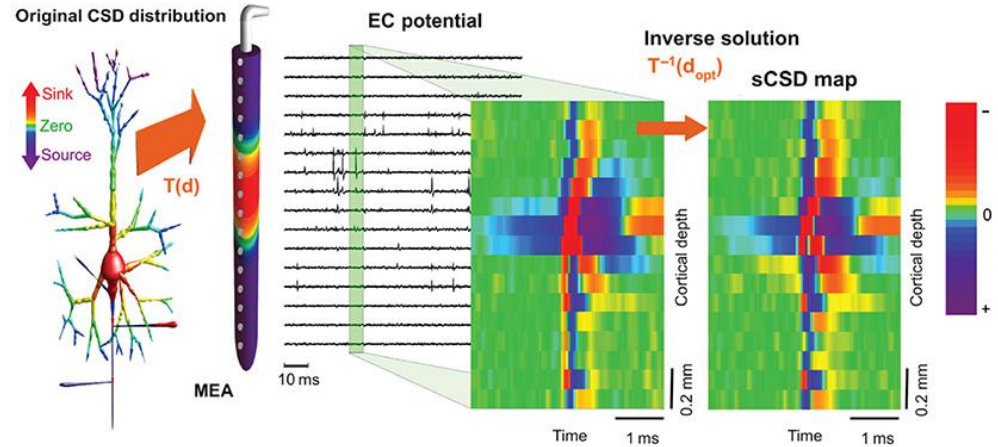 Original CSD distribution
EC potential
Inverse solution
T⁻¹(dₒₚₜ)
sCSD map
Sink
Zero
Source
T(d)
MEA
10 ms
Time
1 ms
Cortical depth
0.2 mm
Time
1 ms
Cortical depth
0.2 mm
−
0
+